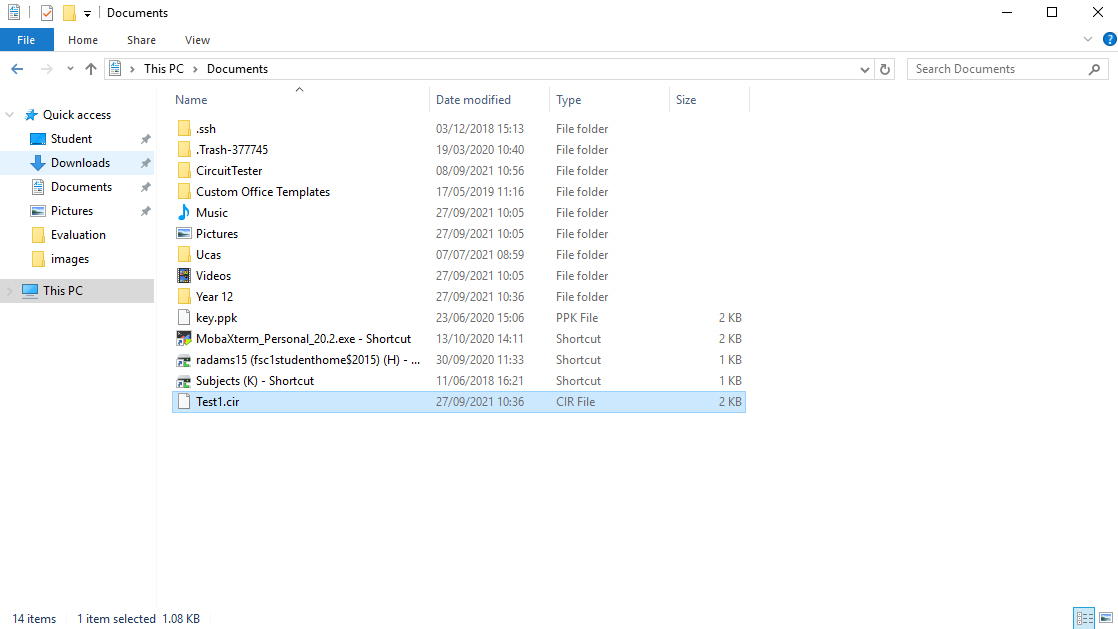 Documents
File Home Share View
This PC Documents Search Documents
Name Date modified Type Size
Quick access
Student
Downloads
Documents
Pictures
Evaluation
images
This PC
.ssh 03/12/2018 15:13 File folder
.Trash-377745 19/03/2020 10:40 File folder
CircuitTester 08/09/2021 10:56 File folder
Custom Office Templates 17/05/2019 11:16 File folder
Music 27/09/2021 10:05 File folder
Pictures 27/09/2021 10:05 File folder
Ucas 07/07/2021 08:59 File folder
Videos 27/09/2021 10:05 File folder
Year 12 27/09/2021 10:36 File folder
key.ppk 23/06/2020 15:06 PPK File 2 KB
MobaXterm_Personal_20.2.exe - Shortcut 13/10/2020 14:11 Shortcut 2 KB
radams15 (fsc1studenthome$2015) (H) - ... 30/09/2020 11:33 Shortcut 1 KB
Subjects (K) - Shortcut 11/06/2018 16:21 Shortcut 1 KB
Test1.cir 27/09/2021 10:36 CIR File 2 KB
14 items 1 item selected 1.08 KB